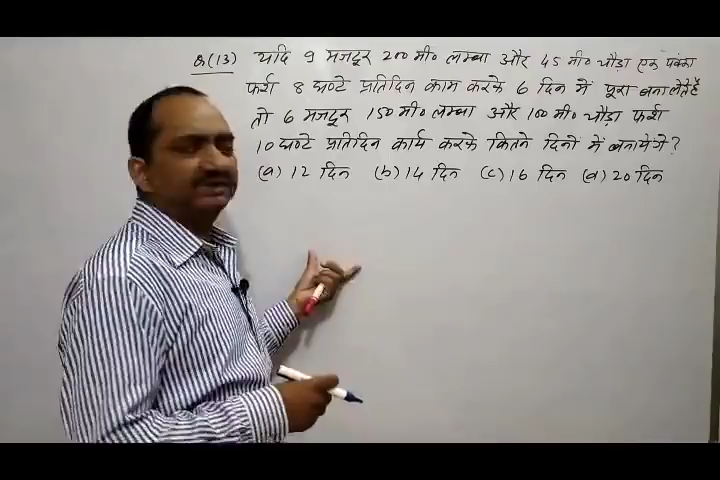 Q(13) यदि 9 मजदूर 200 मी० लम्बा और 45 मी० चौड़ा एक पक्का
फर्श 8 घण्टे प्रतिदिन काम करके 6 दिन में पूरा बना लेते हैं
तो 6 मजदूर 150 मी० लम्बा और 100 मी० चौड़ा फर्श
10 घण्टे प्रतिदिन कार्य करके कितने दिनों में बनायेंगे?
(a) 12 दिन (b) 14 दिन (c) 16 दिन (d) 20 दिन